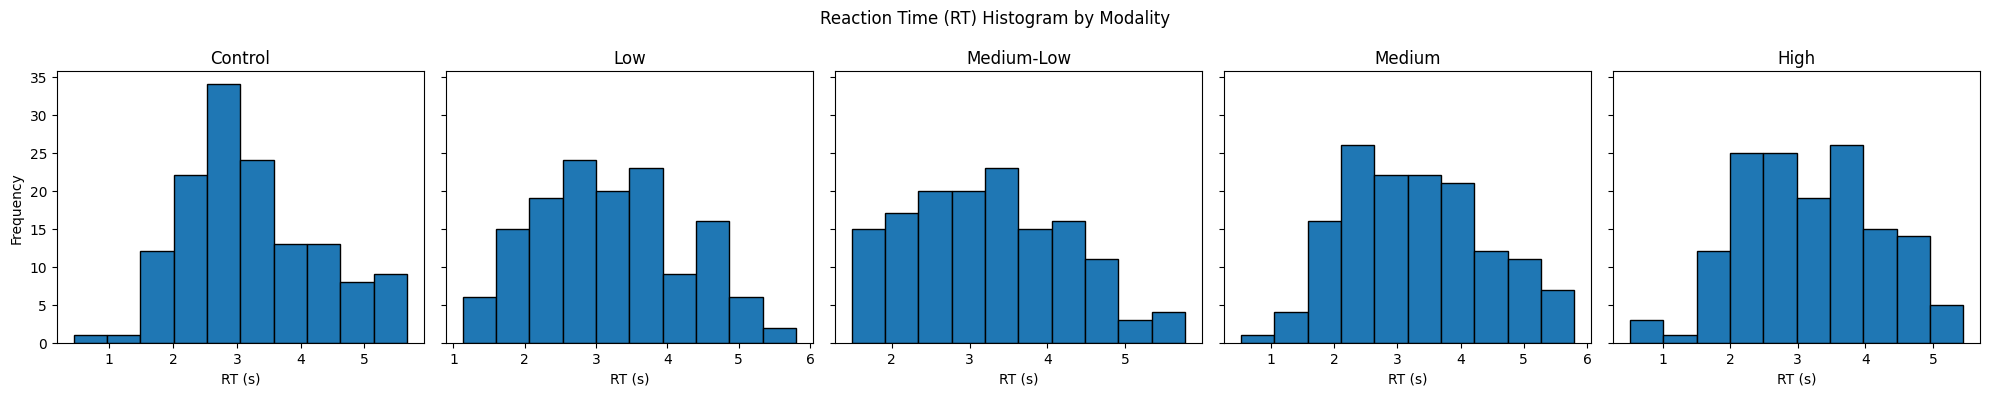 Reaction Time (RT) Histogram by Modality
Control
Low
Medium-Low
Medium
High
Frequency
35
30
25
20
15
10
5
0
1 2 3 4 5
1 2 3 4 5 6
2 3 4 5
1 2 3 4 5 6
1 2 3 4 5
RT (s)
RT (s)
RT (s)
RT (s)
RT (s)